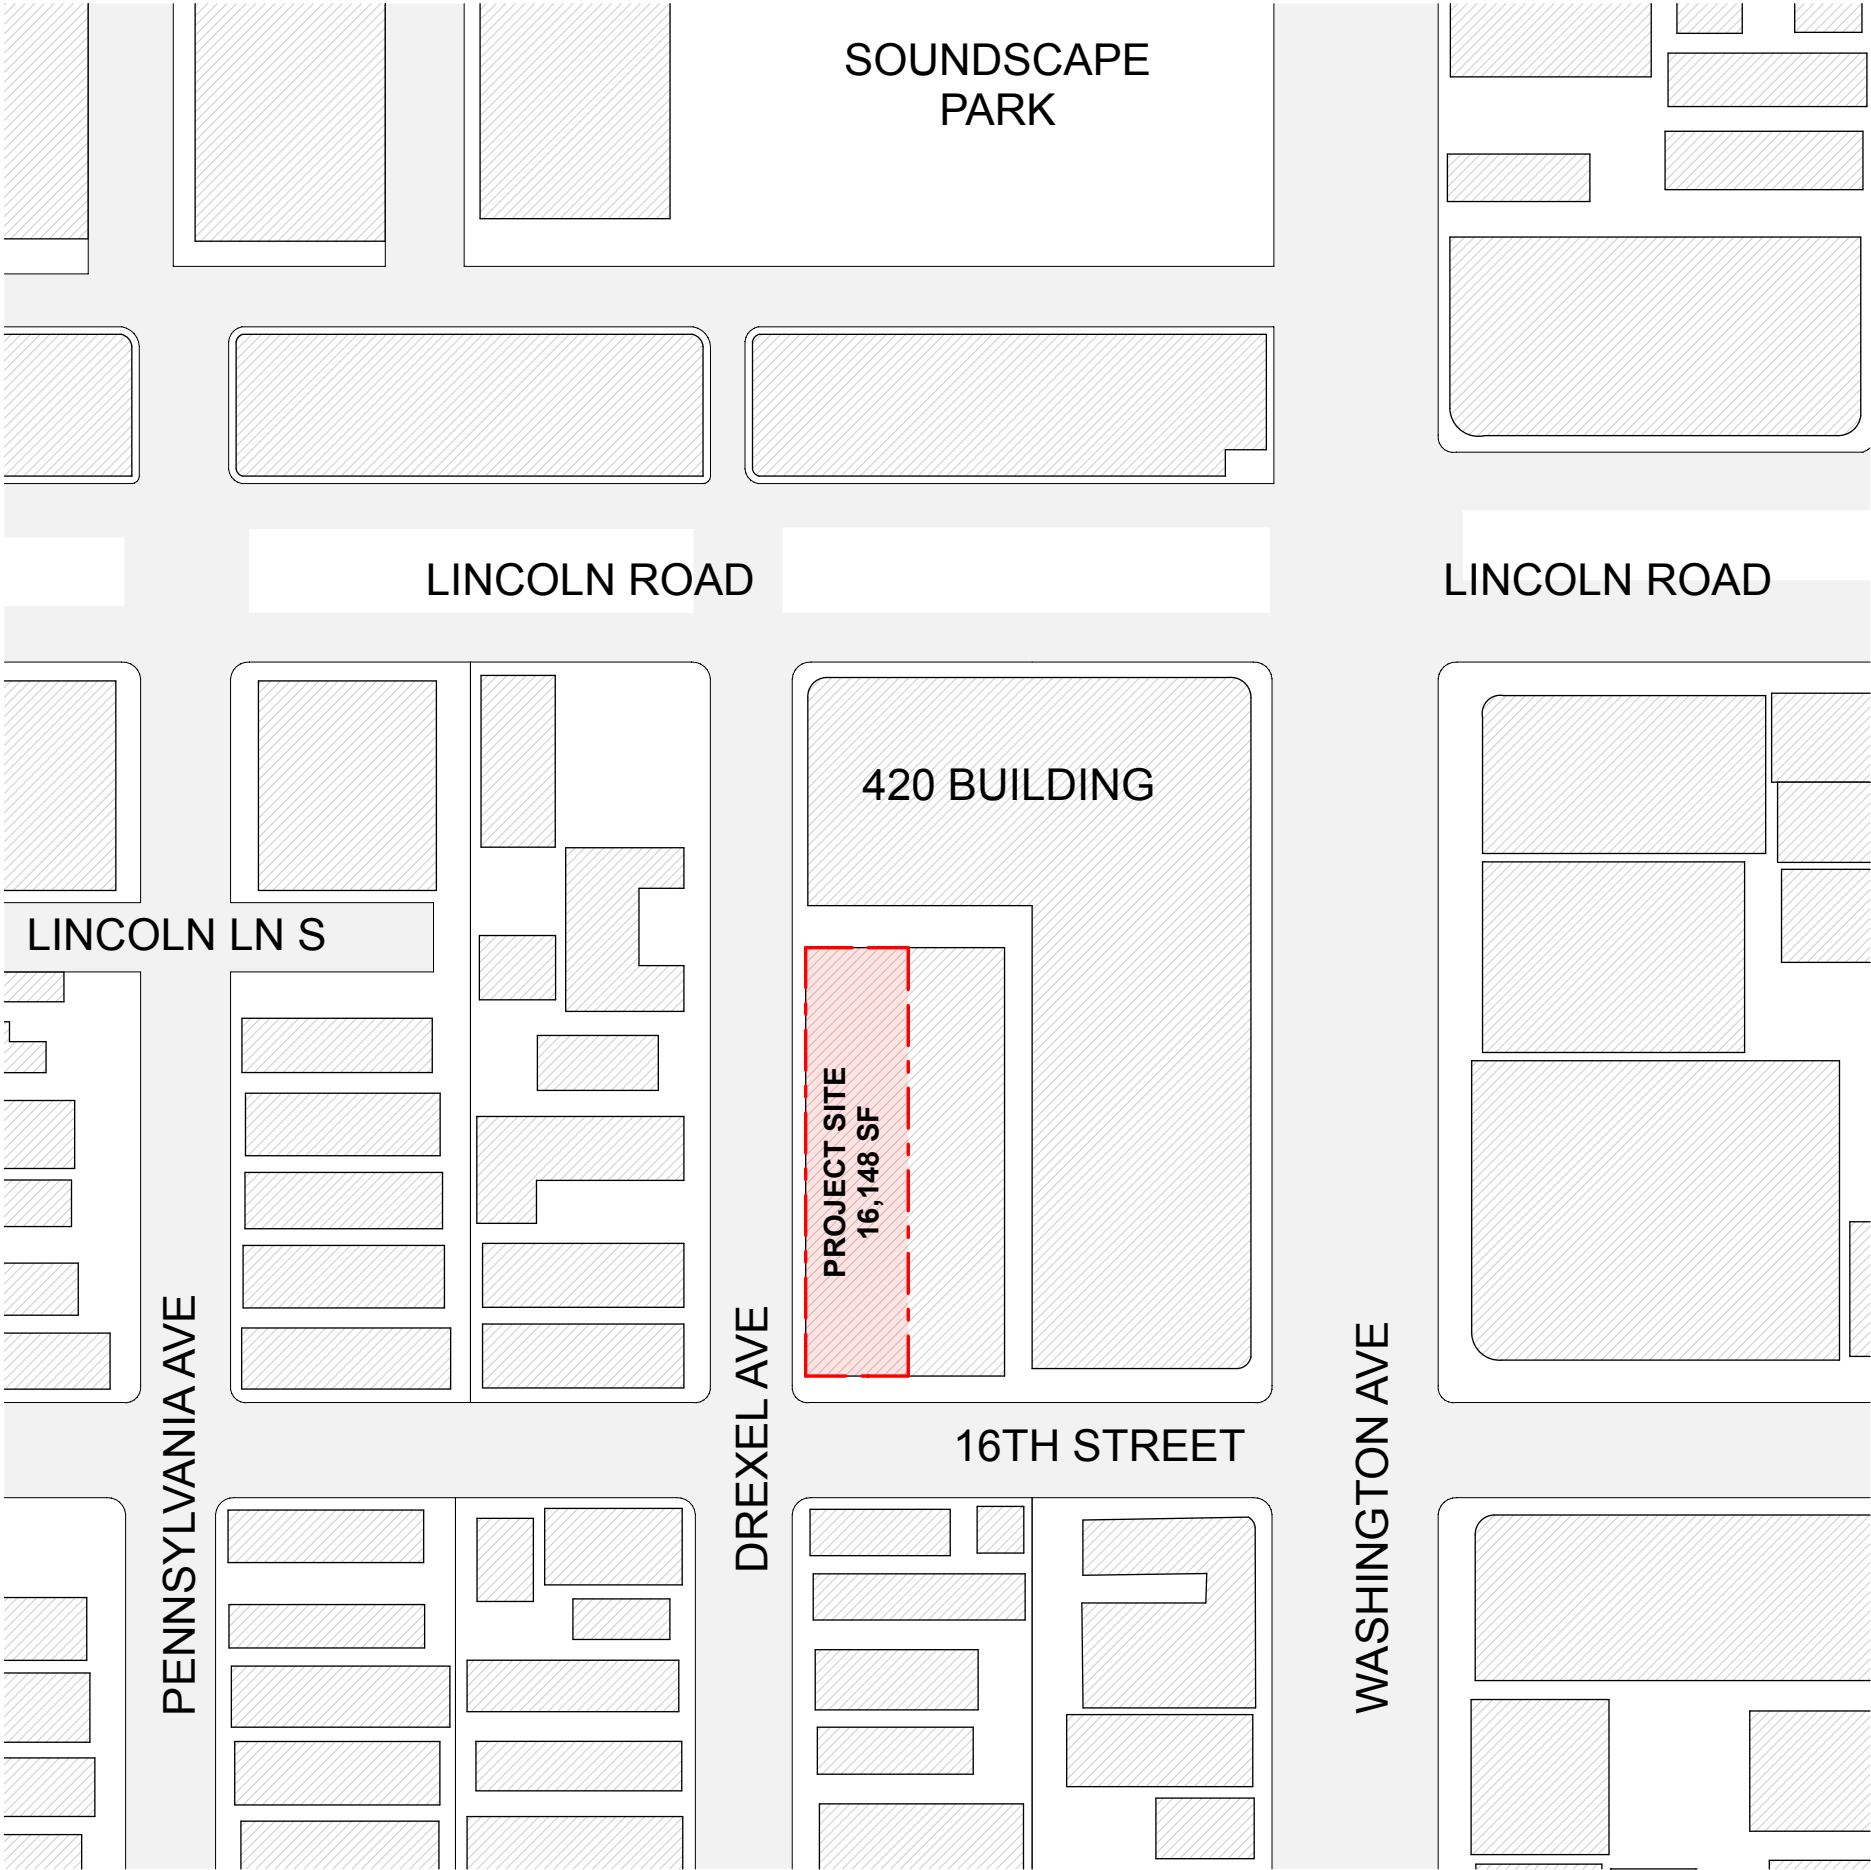 SOUNDSCAPE
PARK
LINCOLN ROAD
LINCOLN ROAD
420 BUILDING
LINCOLN LN S
PROJECT SITE
16,148 SF
PENNSYLVANIA AVE
DREXEL AVE
16TH STREET
WASHINGTON AVE